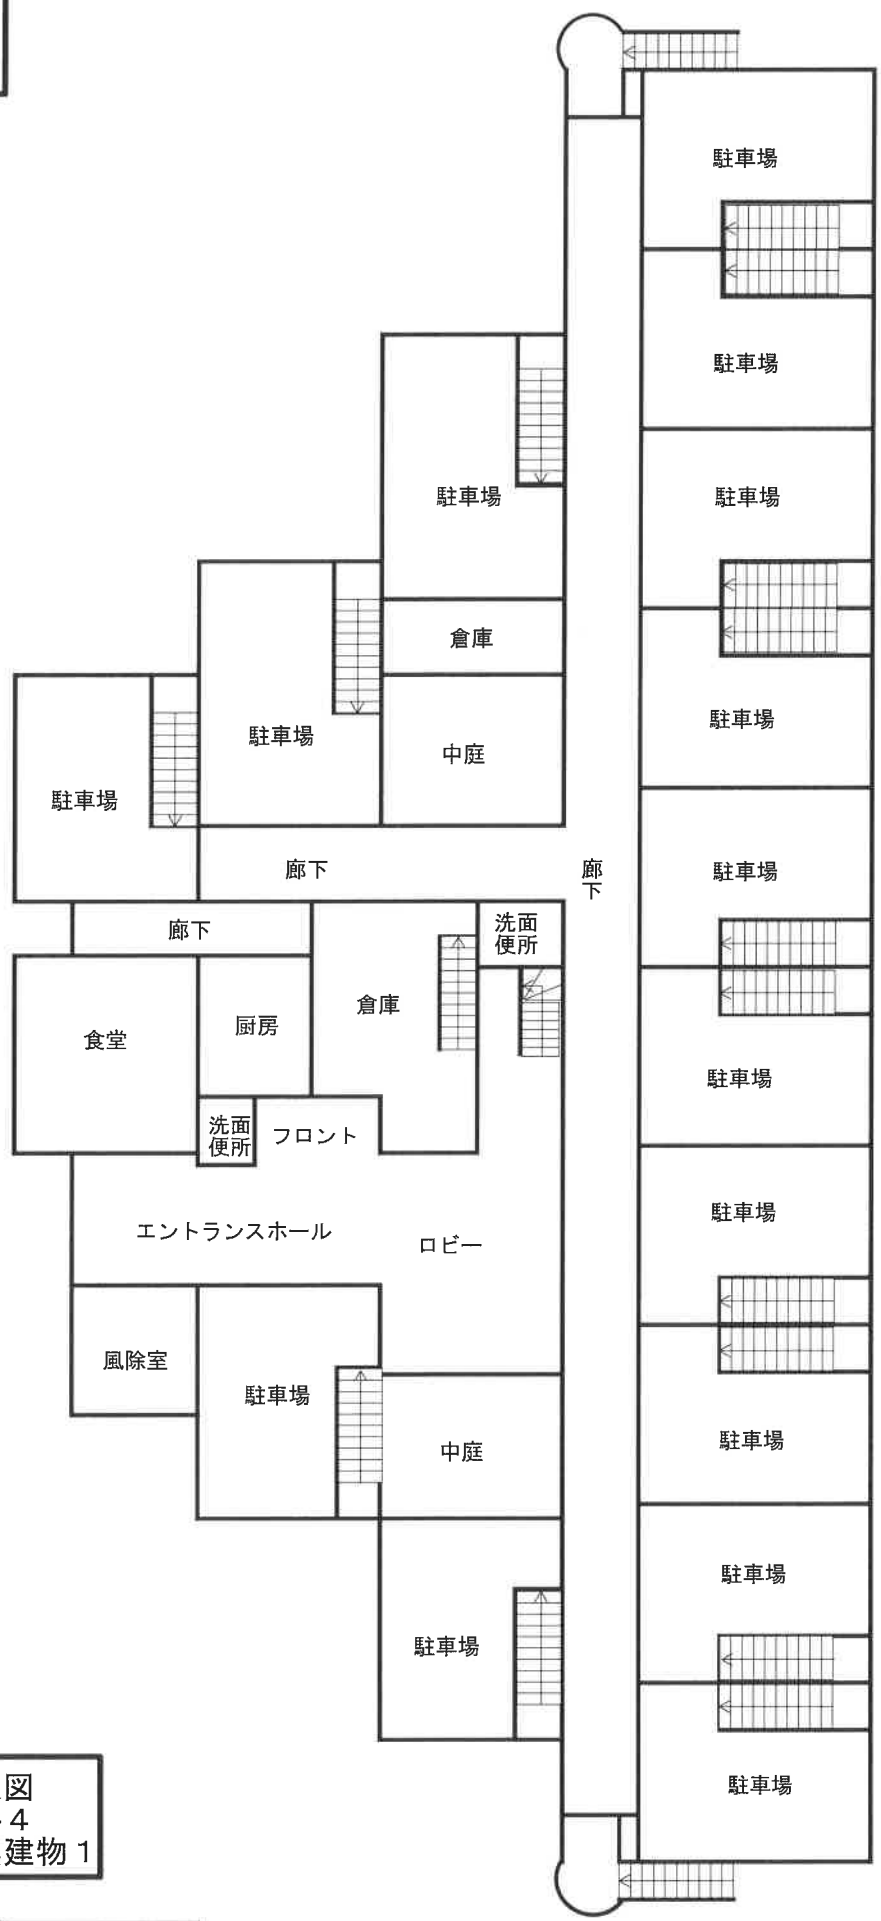 駐車場
駐車場
駐車場
駐車場
倉庫
駐車場
駐車場
中庭
駐車場
廊下
廊下
駐車場
廊下
洗面
便所
倉庫
厨房
食堂
駐車場
洗面
便所
フロント
駐車場
エントランスホール
ロビー
風除室
駐車場
中庭
駐車場
駐車場
駐車場
駐車場
図
4
建物1